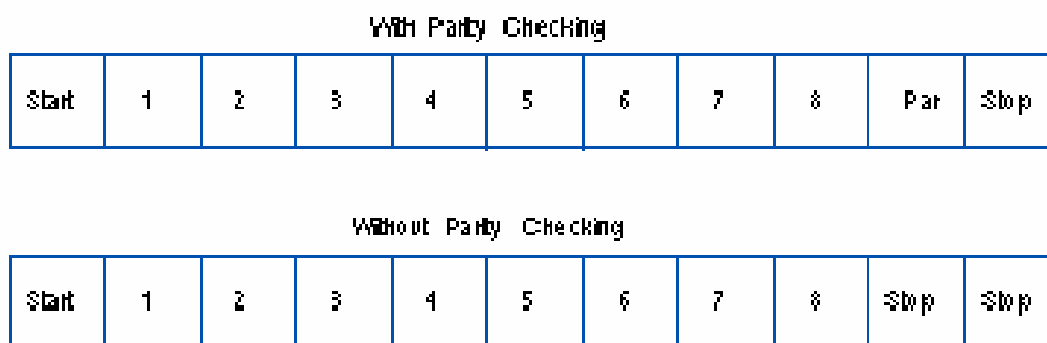 With Parity Checking
Start 1 2 3 4 5 6 7 8 Par Stop
Without Parity Checking
Start 1 2 3 4 5 6 7 8 Stop Stop